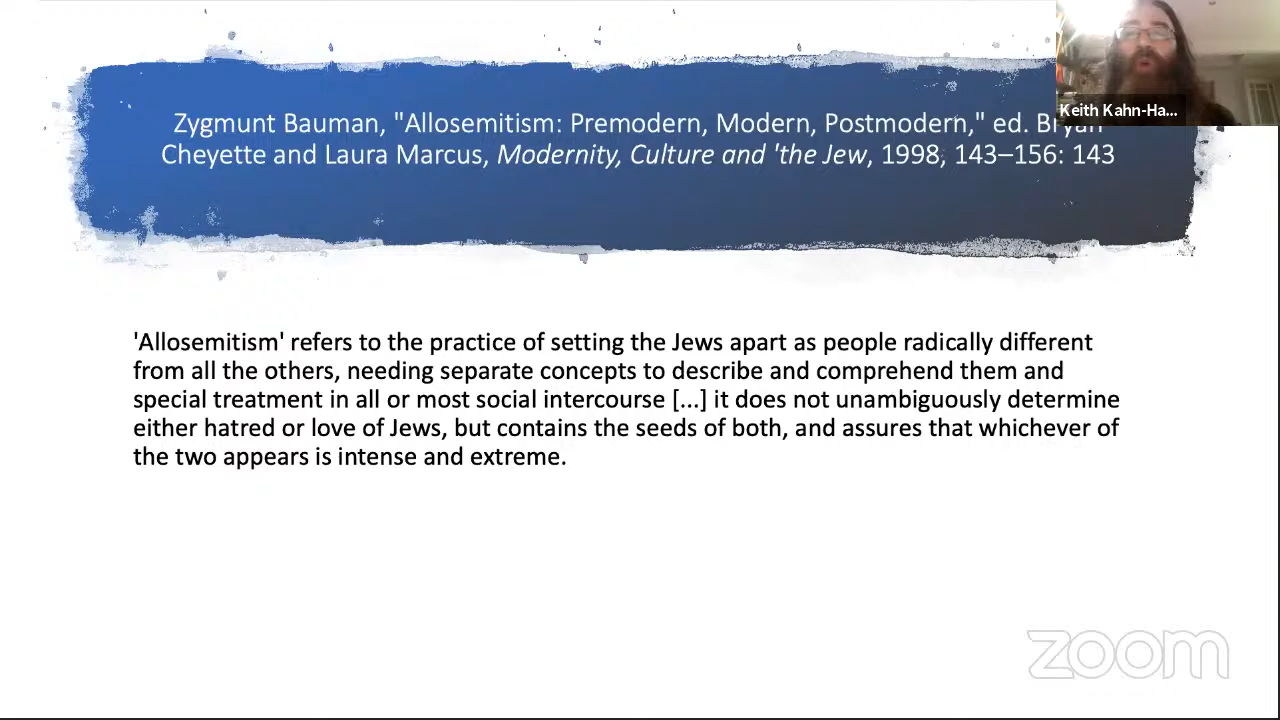 Zygmunt Bauman, "Allosemitism: Premodern, Modern, Postmodern," ed. Bryan
Cheyette and Laura Marcus, Modernity, Culture and 'the Jew, 1998, 143–156: 143
Keith Kahn-Ha...
'Allosemitism' refers to the practice of setting the Jews apart as people radically different
from all the others, needing separate concepts to describe and comprehend them and
special treatment in all or most social intercourse [...] it does not unambiguously determine
either hatred or love of Jews, but contains the seeds of both, and assures that whichever of
the two appears is intense and extreme.
zoom